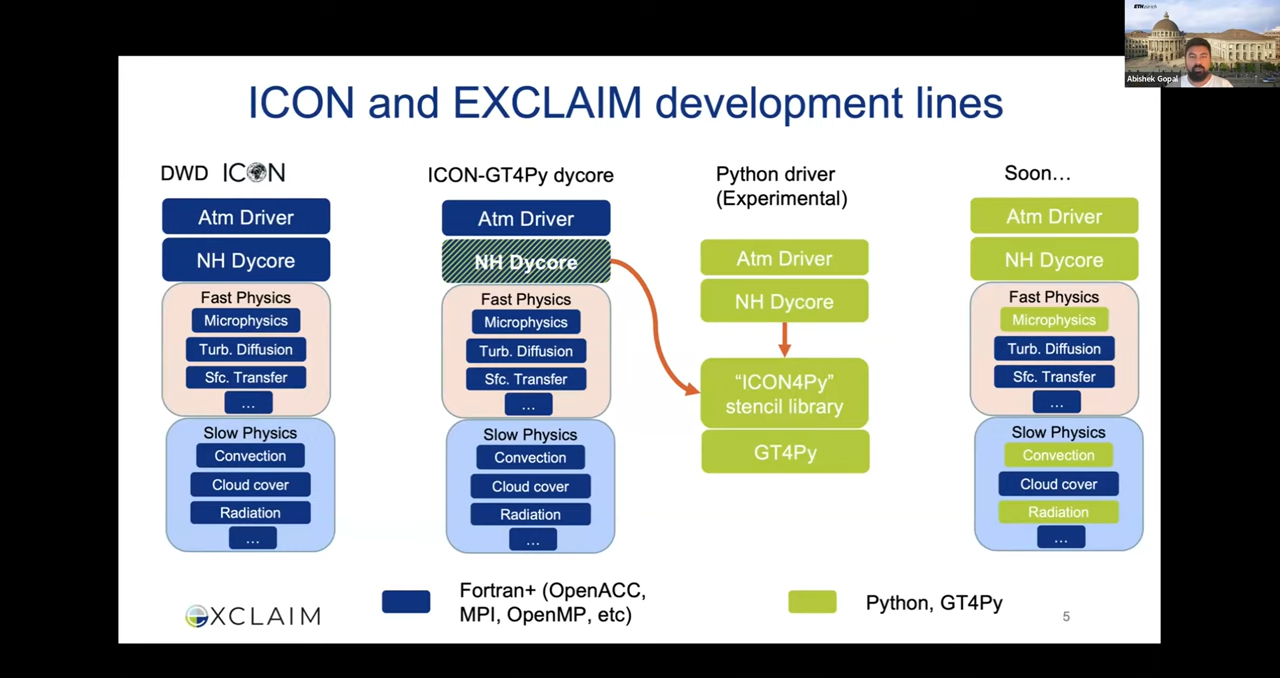 ETH zürich
Abishek Gopal
ICON and EXCLAIM development lines
DWD ICON
Atm Driver
NH Dycore
Fast Physics
Microphysics
Turb. Diffusion
Sfc. Transfer
...
Slow Physics
Convection
Cloud cover
Radiation
...
ICON-GT4Py dycore
Atm Driver
NH Dycore
Fast Physics
Microphysics
Turb. Diffusion
Sfc. Transfer
...
Slow Physics
Convection
Cloud cover
Radiation
...
Python driver
(Experimental)
Atm Driver
NH Dycore
“ICON4Py”
stencil library
GT4Py
Soon...
Atm Driver
NH Dycore
Fast Physics
Microphysics
Turb. Diffusion
Sfc. Transfer
...
Slow Physics
Convection
Cloud cover
Radiation
...
EXCLAIM
Fortran+ (OpenACC,
MPI, OpenMP, etc)
Python, GT4Py
5